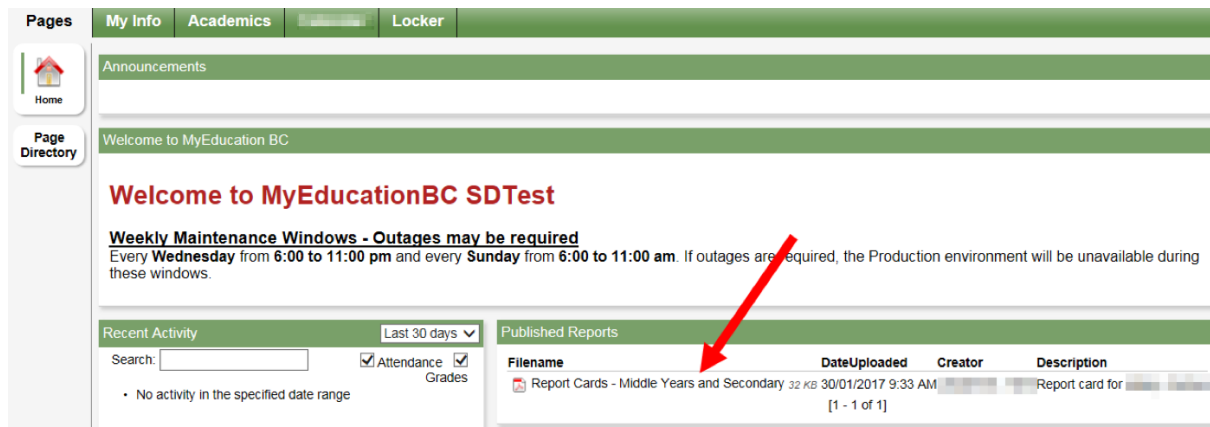 Pages My Info Academics Locker
Home
Page
Directory
Announcements
Welcome to MyEducation BC
Welcome to MyEducationBC SDTest
Weekly Maintenance Windows - Outages may be required
Every Wednesday from 6:00 to 11:00 pm and every Sunday from 6:00 to 11:00 am. If outages are required, the Production environment will be unavailable during
these windows.
Recent Activity Last 30 days
Search: Attendance
Grades
No activity in the specified date range
Published Reports
Filename DateUploaded Creator Description
Report Cards - Middle Years and Secondary 32 KB 30/01/2017 9:33 AM Report card for
[1 - 1 of 1]